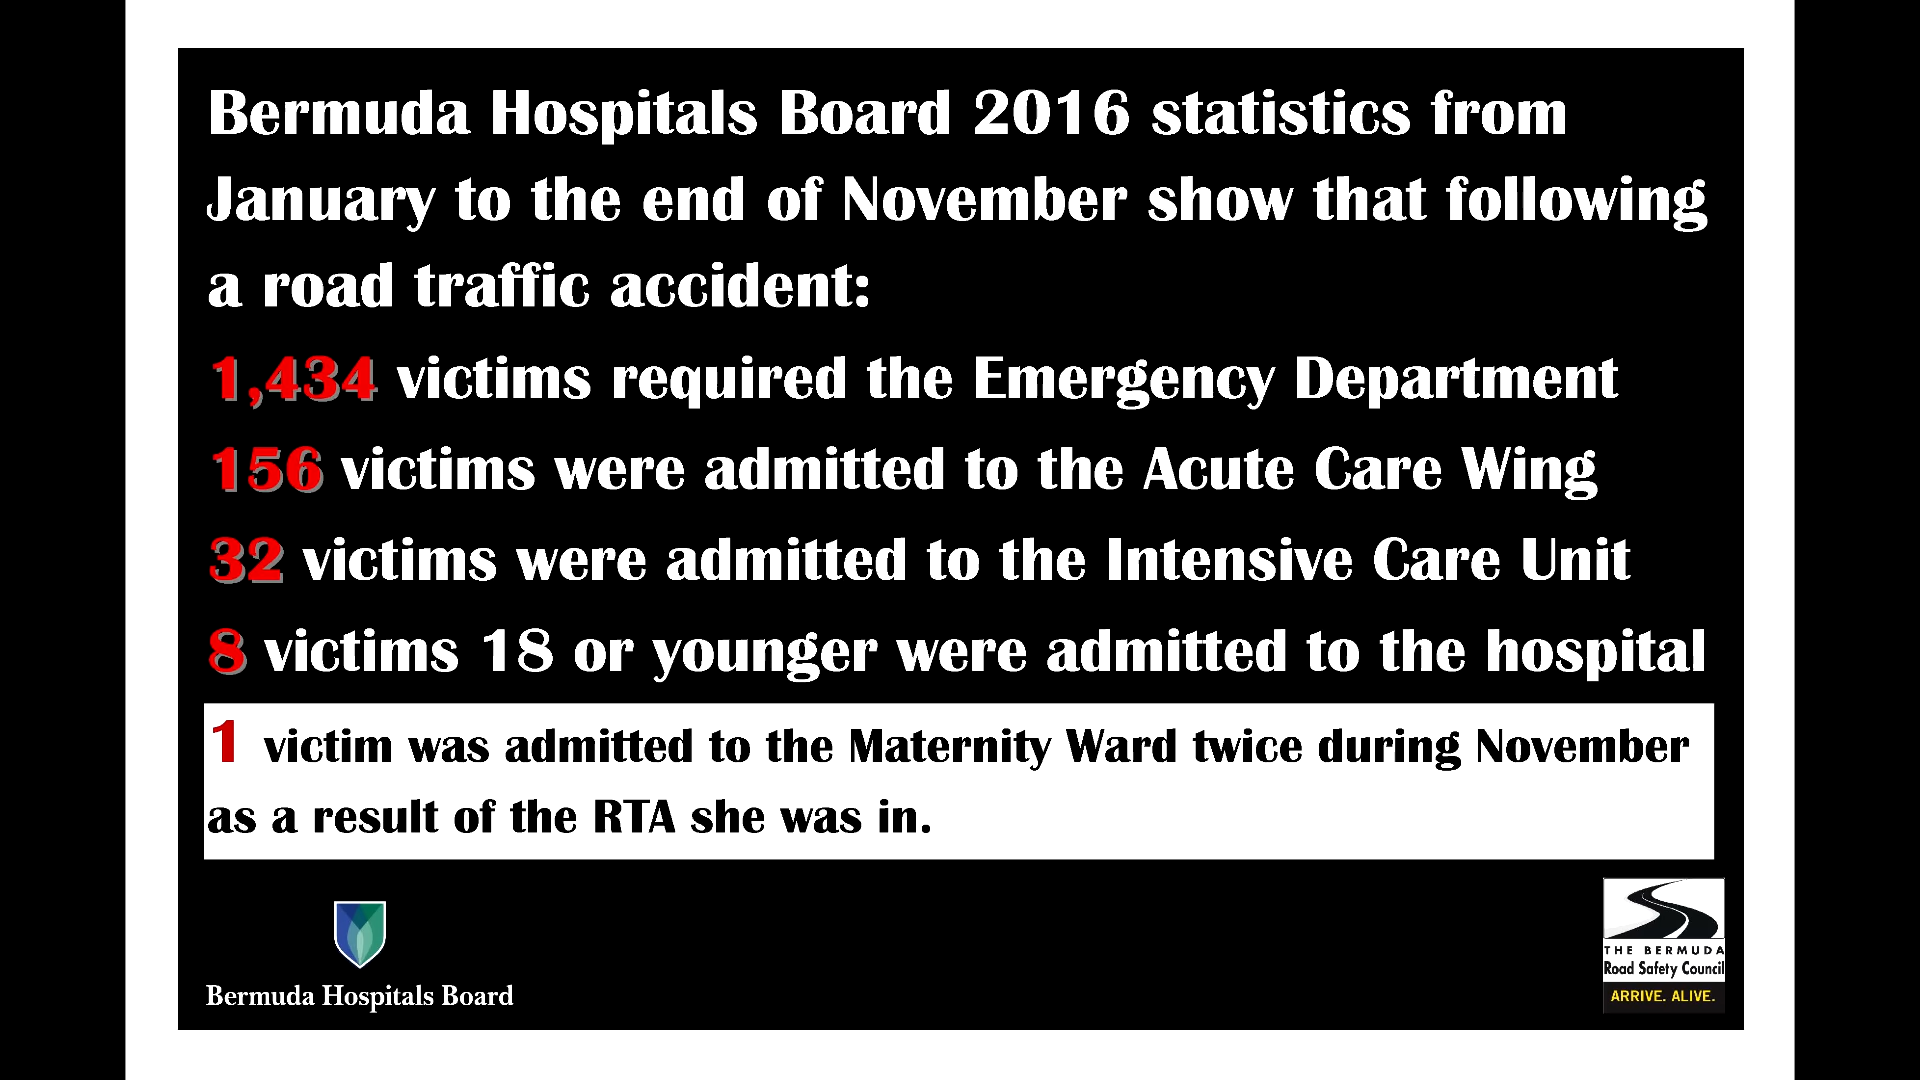 Bermuda Hospitals Board 2016 statistics from
January to the end of November show that following
a road traffic accident:
1,434 victims required the Emergency Department
156 victims were admitted to the Acute Care Wing
32 victims were admitted to the Intensive Care Unit
8 victims 18 or younger were admitted to the hospital
1 victim was admitted to the Maternity Ward twice during November
as a result of the RTA she was in.
Bermuda Hospitals Board
THE BERMUDA
Road Safety Council
ARRIVE. ALIVE.